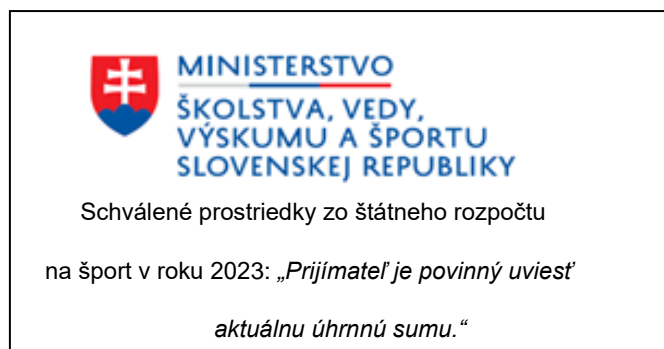 MINISTERSTVO
ŠKOLSTVA, VEDY,
VÝSKUMU A ŠPORTU
SLOVENSKEJ REPUBLIKY
Schválené prostriedky zo štátneho rozpočtu
na šport v roku 2023: „Prijímateľ je povinný uviesť
aktuálnu úhrnnú sumu.“